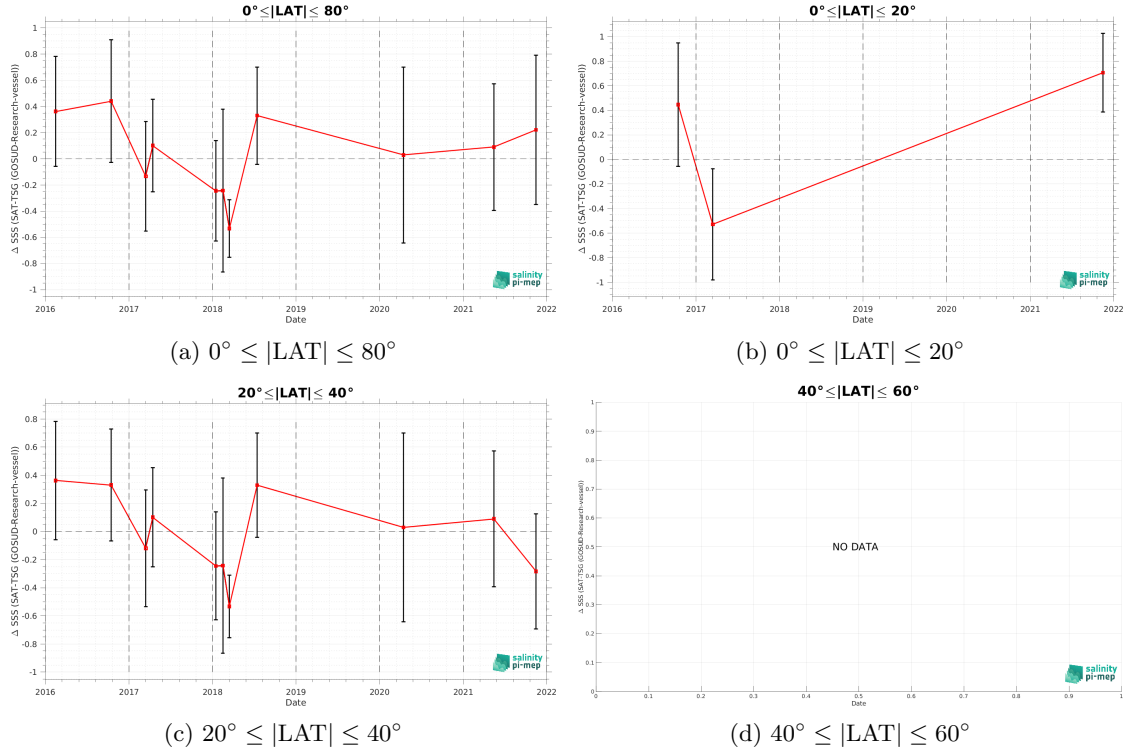 0°≤|LAT|≤ 80°
Δ SSS (SAT-TSG (GOSUD-Research-vessel))
1
0.8
0.6
0.4
0.2
0
-0.2
-0.4
-0.6
-0.8
-1
2016 2017 2018 2019 2020 2021 2022
Date
salinity
pi-mep
(a) 0° ≤ |LAT| ≤ 80°
0°≤|LAT|≤ 20°
Δ SSS (SAT-TSG (GOSUD-Research-vessel))
1
0.8
0.6
0.4
0.2
0
-0.2
-0.4
-0.6
-0.8
-1
2016 2017 2018 2019 2020 2021 2022
Date
salinity
pi-mep
(b) 0° ≤ |LAT| ≤ 20°
20°≤|LAT|≤ 40°
Δ SSS (SAT-TSG (GOSUD-Research-vessel))
0.8
0.6
0.4
0.2
0
-0.2
-0.4
-0.6
-0.8
-1
2016 2017 2018 2019 2020 2021 2022
Date
salinity
pi-mep
(c) 20° ≤ |LAT| ≤ 40°
40°≤|LAT|≤ 60°
Δ SSS (SAT-TSG (GOSUD-Research-vessel))
1
0.9
0.8
0.7
0.6
0.5
0.4
0.3
0.2
0.1
0
NO DATA
0 0.1 0.2 0.3 0.4 0.5 0.6 0.7 0.8 0.9 1
Date
salinity
pi-mep
(d) 40° ≤ |LAT| ≤ 60°